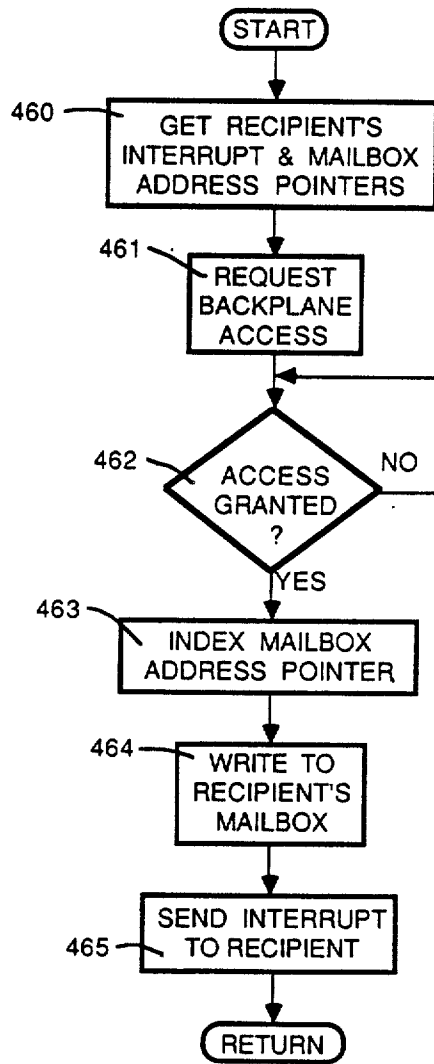 START
460
GET RECIPIENT'S
INTERRUPT & MAILBOX
ADDRESS POINTERS
461
REQUEST
BACKPLANE
ACCESS
462
ACCESS
GRANTED
?
NO
YES
463
INDEX MAILBOX
ADDRESS POINTER
464
WRITE TO
RECIPIENT'S
MAILBOX
SEND INTERRUPT
465
TO RECIPIENT
RETURN